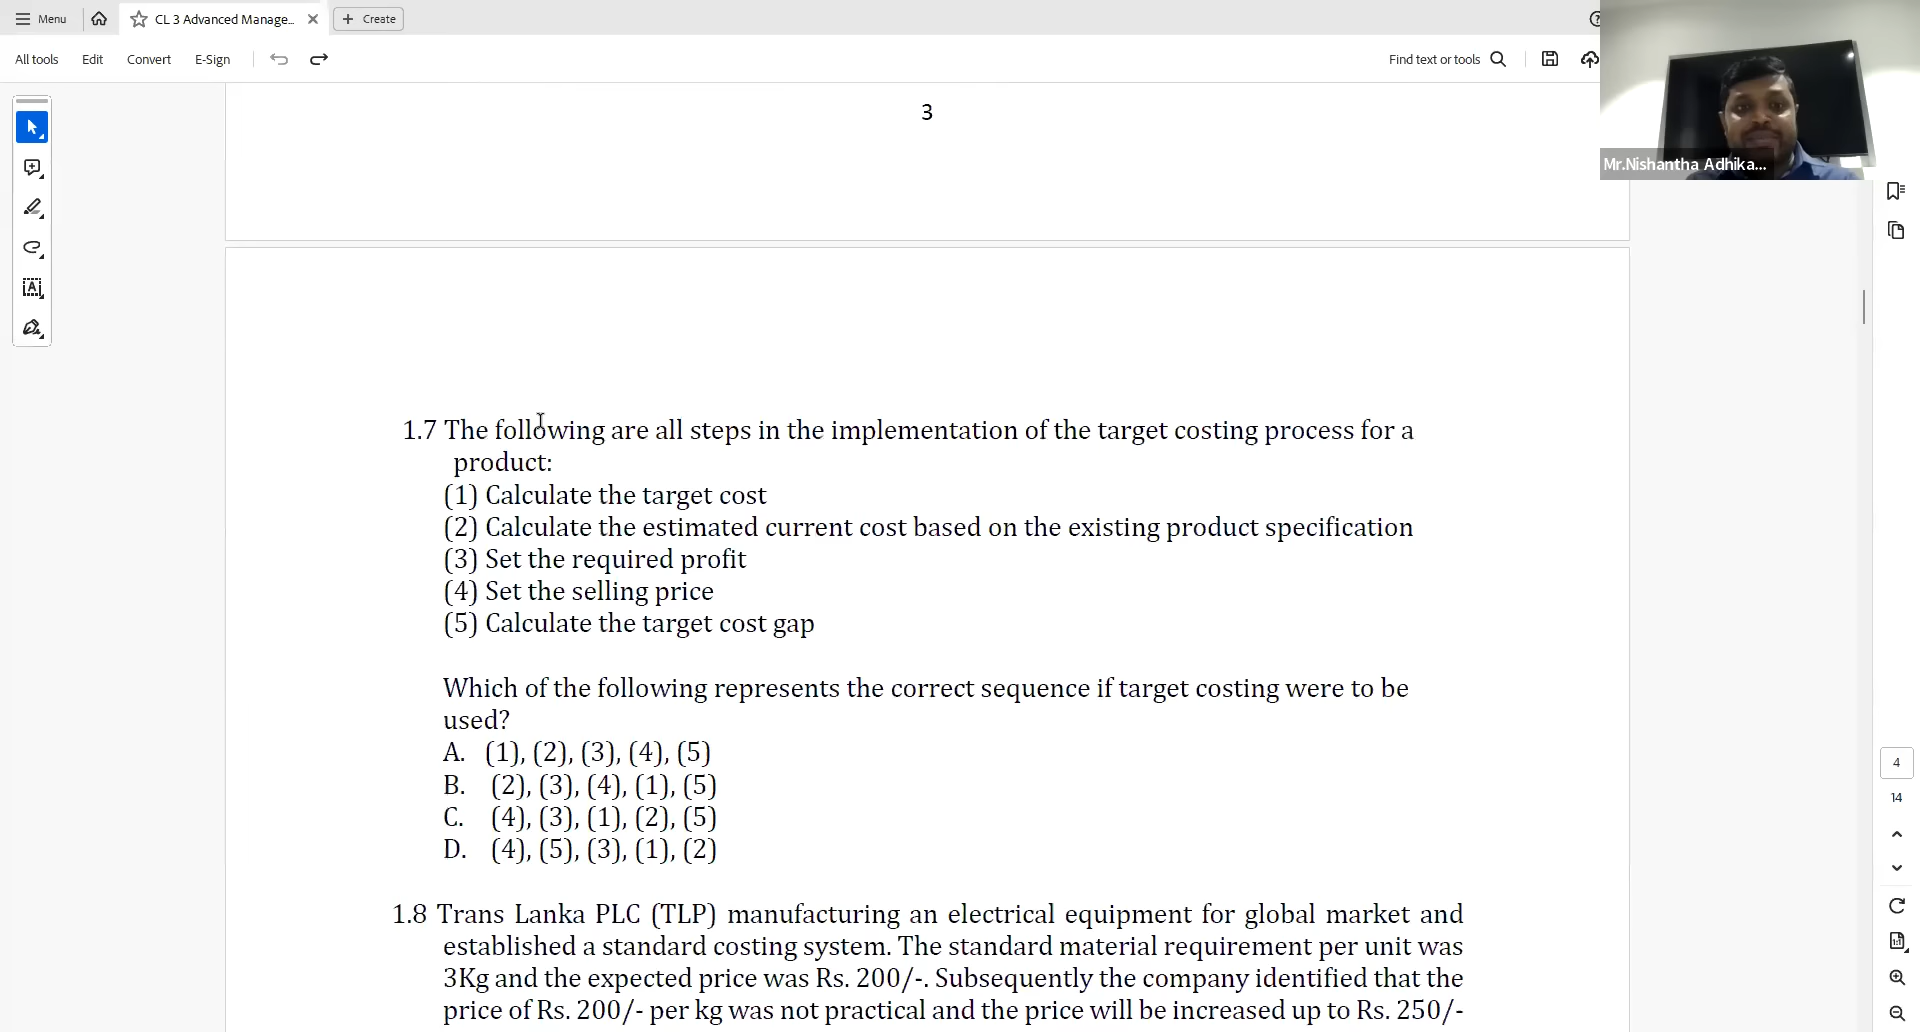 Menu
CL 3 Advanced Manage...
Create
All tools
Edit
Convert
E-Sign
Find text or tools
Mr.Nishantha Adhika...
3
1.7 The following are all steps in the implementation of the target costing process for a
product:
(1) Calculate the target cost
(2) Calculate the estimated current cost based on the existing product specification
(3) Set the required profit
(4) Set the selling price
(5) Calculate the target cost gap
Which of the following represents the correct sequence if target costing were to be
used?
A. (1), (2), (3), (4), (5)
B. (2), (3), (4), (1), (5)
C. (4), (3), (1), (2), (5)
D. (4), (5), (3), (1), (2)
1.8 Trans Lanka PLC (TLP) manufacturing an electrical equipment for global market and
established a standard costing system. The standard material requirement per unit was
3Kg and the expected price was Rs. 200/-. Subsequently the company identified that the
price of Rs. 200/- per kg was not practical and the price will be increased up to Rs. 250/-
4
14